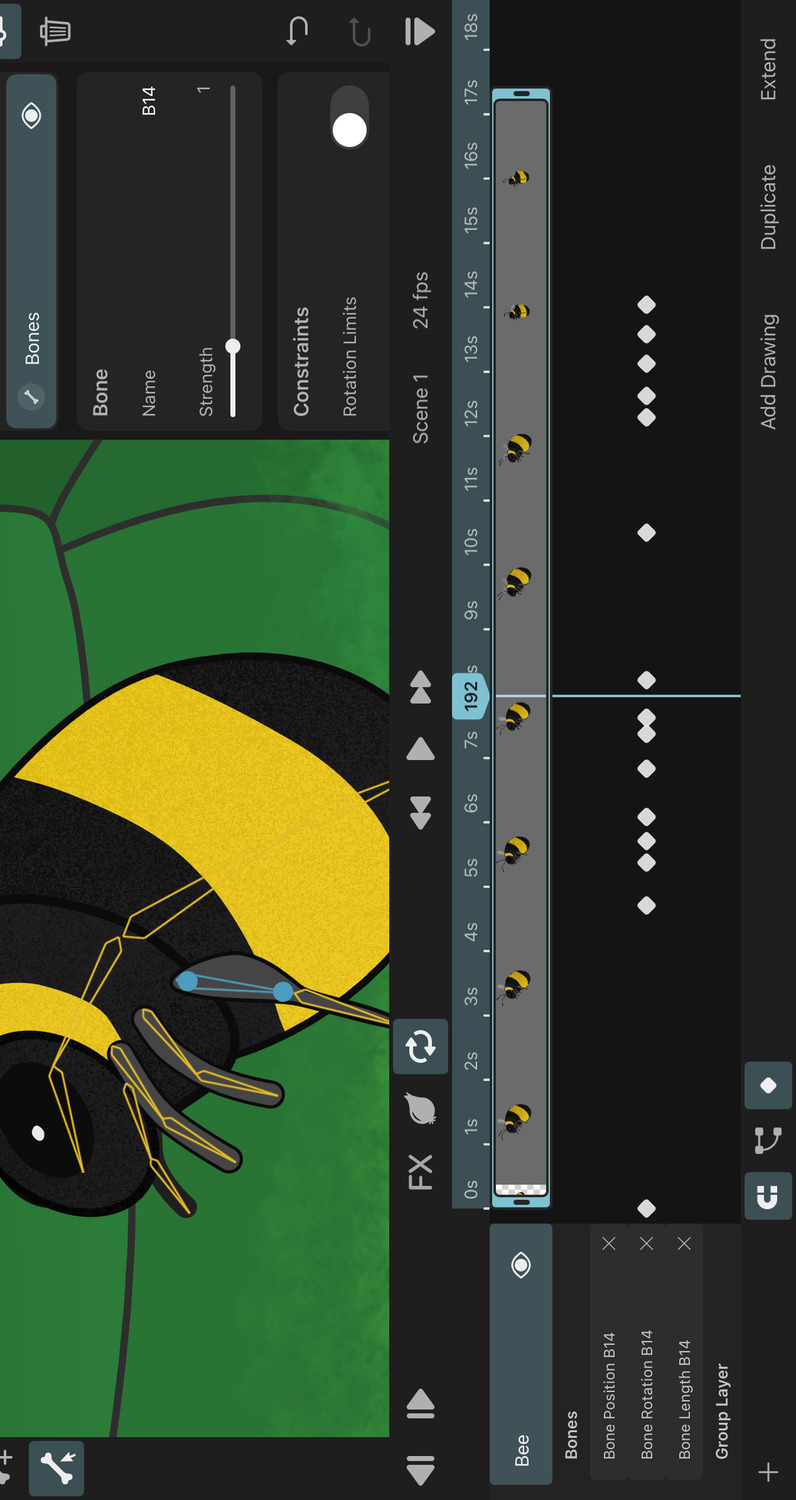 Bones
Bone
Name B14
Strength 1
Constraints
Rotation Limits
FX Scene 1 24 fps
0s 1s 2s 3s 4s 5s 6s 7s 192 s 9s 10s 11s 12s 13s 14s 15s 16s 17s 18s
Bee
Bones
Bone Position B14
Bone Rotation B14
Bone Length B14
Group Layer
Add Drawing Duplicate Extend